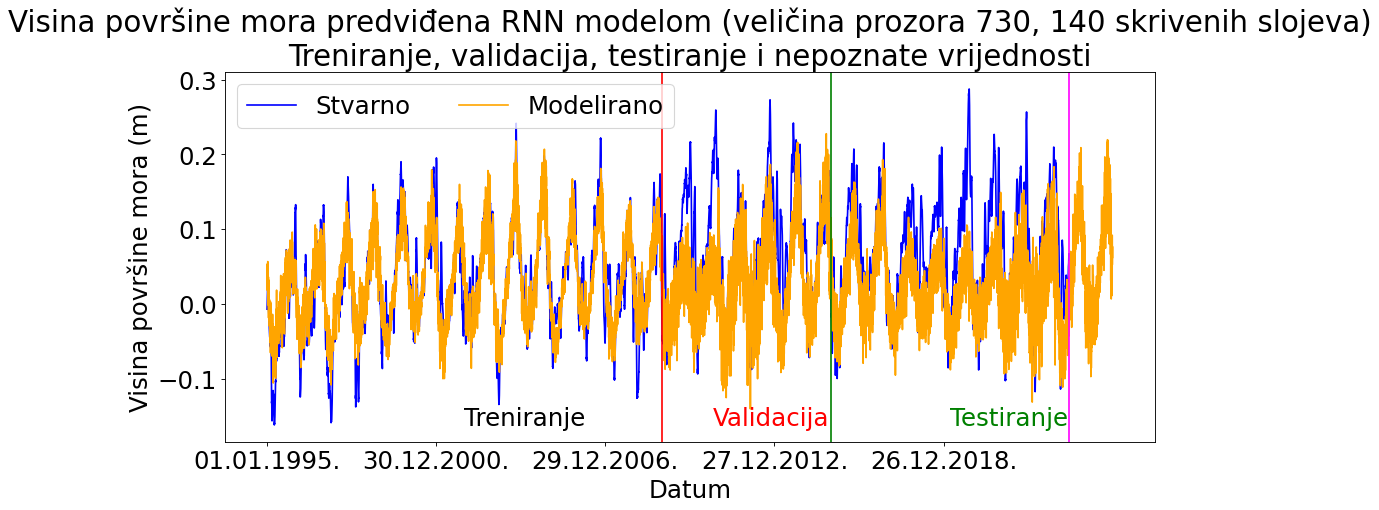 Visina površine mora predviđena RNN modelom (veličina prozora 730, 140 skrivenih slojeva)
Treniranje, validacija, testiranje i nepoznate vrijednosti
Stvarno Modelirano
Visina površine mora (m)
0.3
0.2
0.1
0.0
−0.1
Treniranje Validacija Testiranje
01.01.1995. 30.12.2000. 29.12.2006. 27.12.2012. 26.12.2018.
Datum